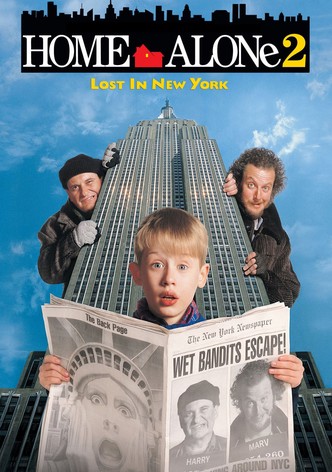 HOME ALONe 2
LOST IN NEW YORK
The Back Page
The New York Newspaper
WET BANDITS ESCAPE!
HARRY
MARV
AROUND NYC